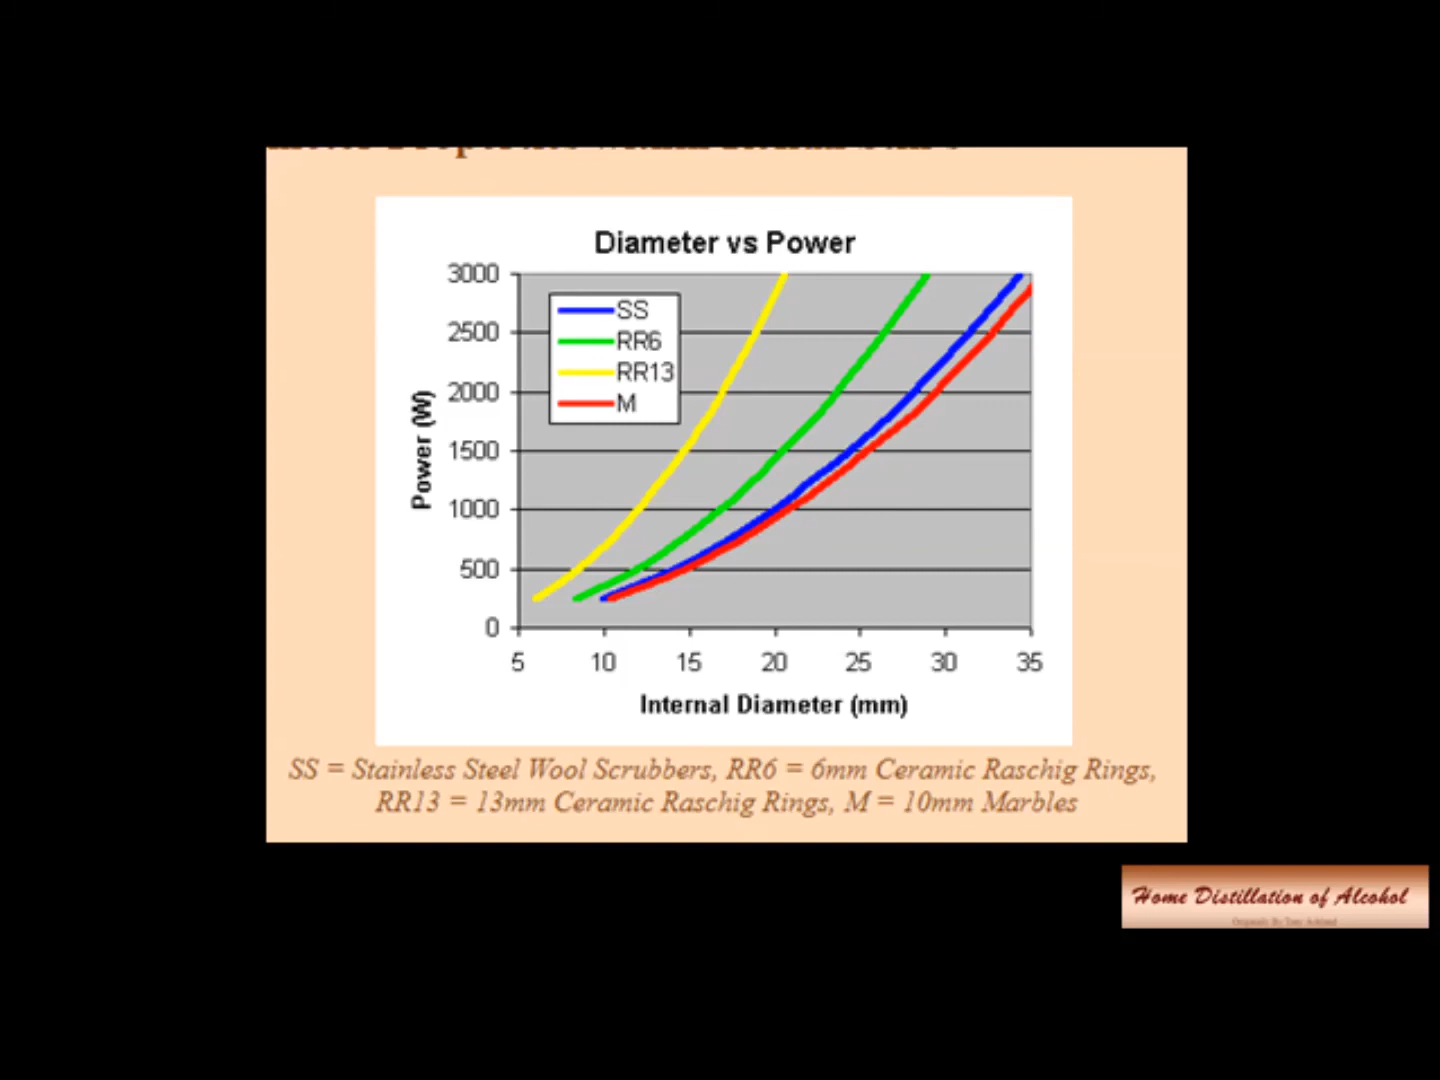 Diameter vs Power
3000
2500
2000
1500
1000
500
0
SS
RR6
RR13
M
Power (W)
5 10 15 20 25 30 35
Internal Diameter (mm)
SS = Stainless Steel Wool Scrubbers, RR6 = 6mm Ceramic Raschig Rings,
RR13 = 13mm Ceramic Raschig Rings, M = 10mm Marbles
Home Distillation of Alcohol